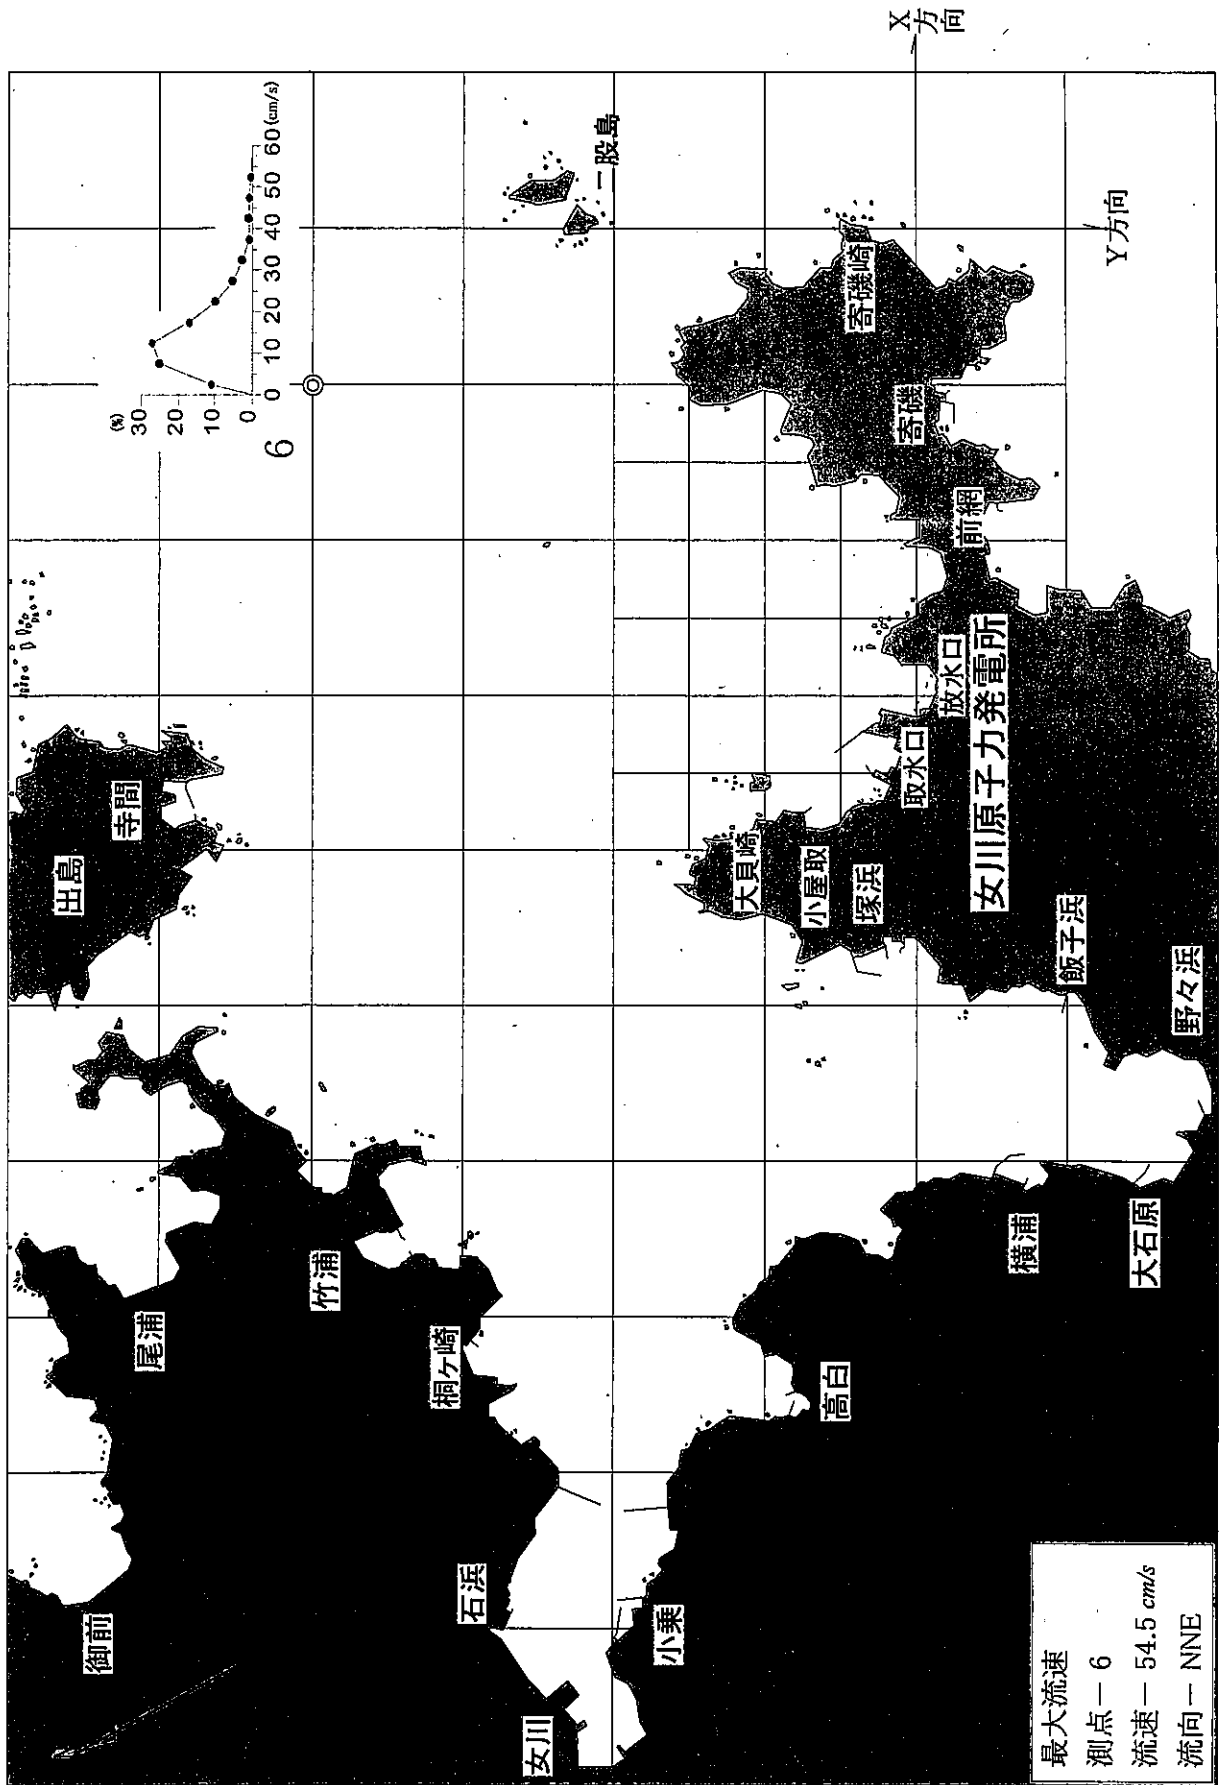 御前
尾浦
出島
寺間
竹浦
桐ケ崎
石浜
女川
小乗
高白
横浦
大石原
野々浜
飯子浜
塚浜
小屋取
大貝崎
取水口
放水口
女川原子力発電所
前網
寄磯
寄磯崎
二股島
(%)
30
20
10
0
0 10 20 30 40 50 60 (cm/s)
6
X方向
Y方向
最大流速
測点－6
流速－54.5 cm/s
流向－NNE